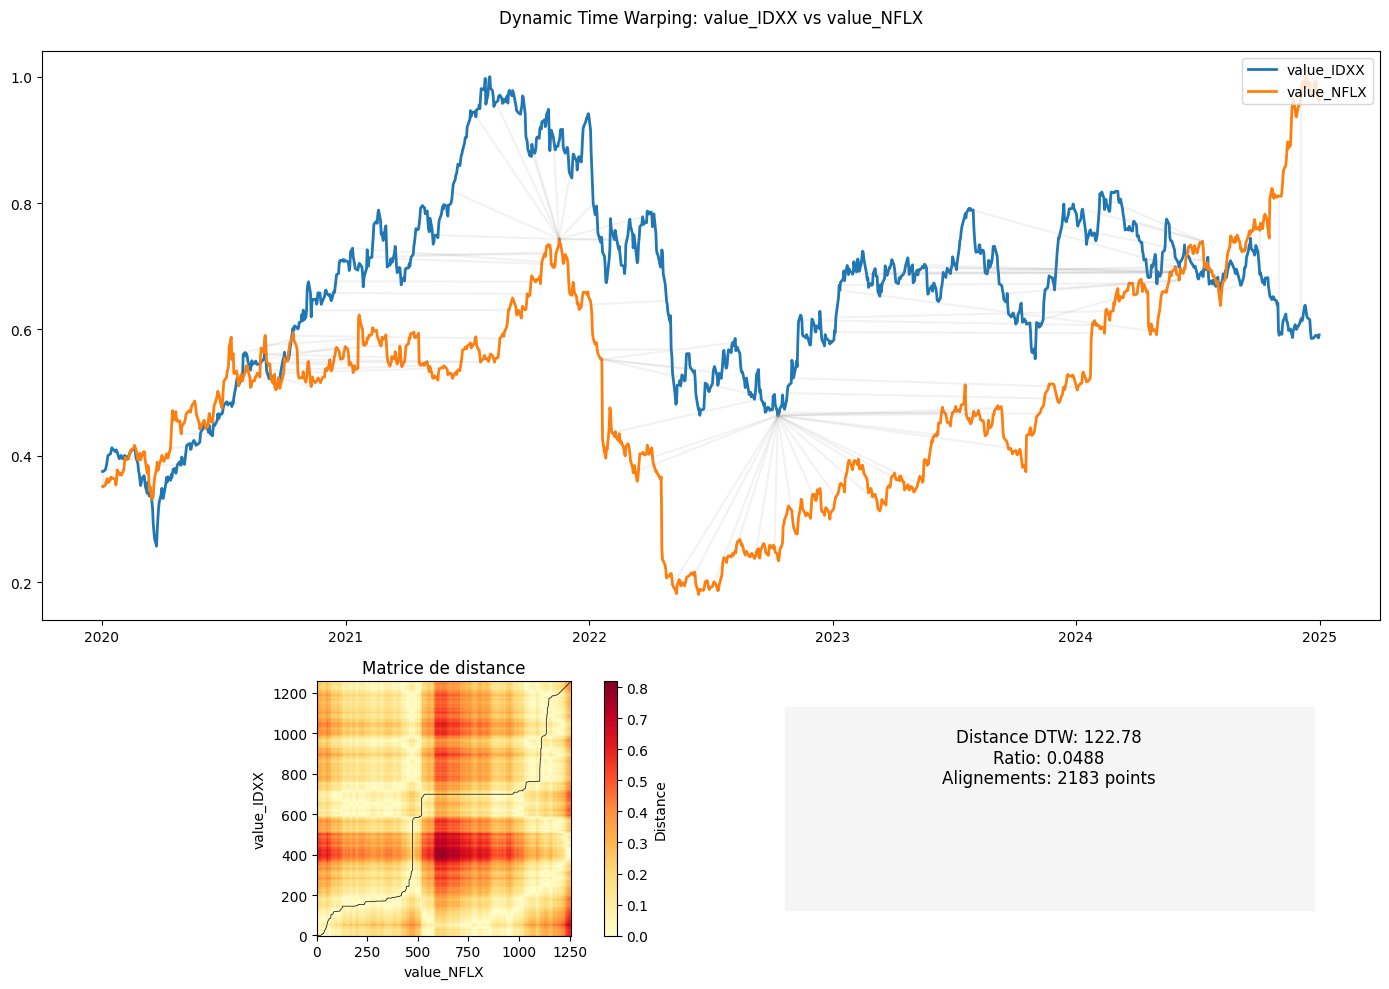 Dynamic Time Warping: value_IDXX vs value_NFLX
1.0
0.8
0.6
0.4
0.2
value_IDXX
value_NFLX
2020 2021 2022 2023 2024 2025
Matrice de distance
value_IDXX
1200
1000
800
600
400
200
0
0 250 500 750 1000 1250
value_NFLX
0.8
0.7
0.6
0.5
0.4
0.3
0.2
0.1
0.0
Distance
Distance DTW: 122.78
Ratio: 0.0488
Alignements: 2183 points